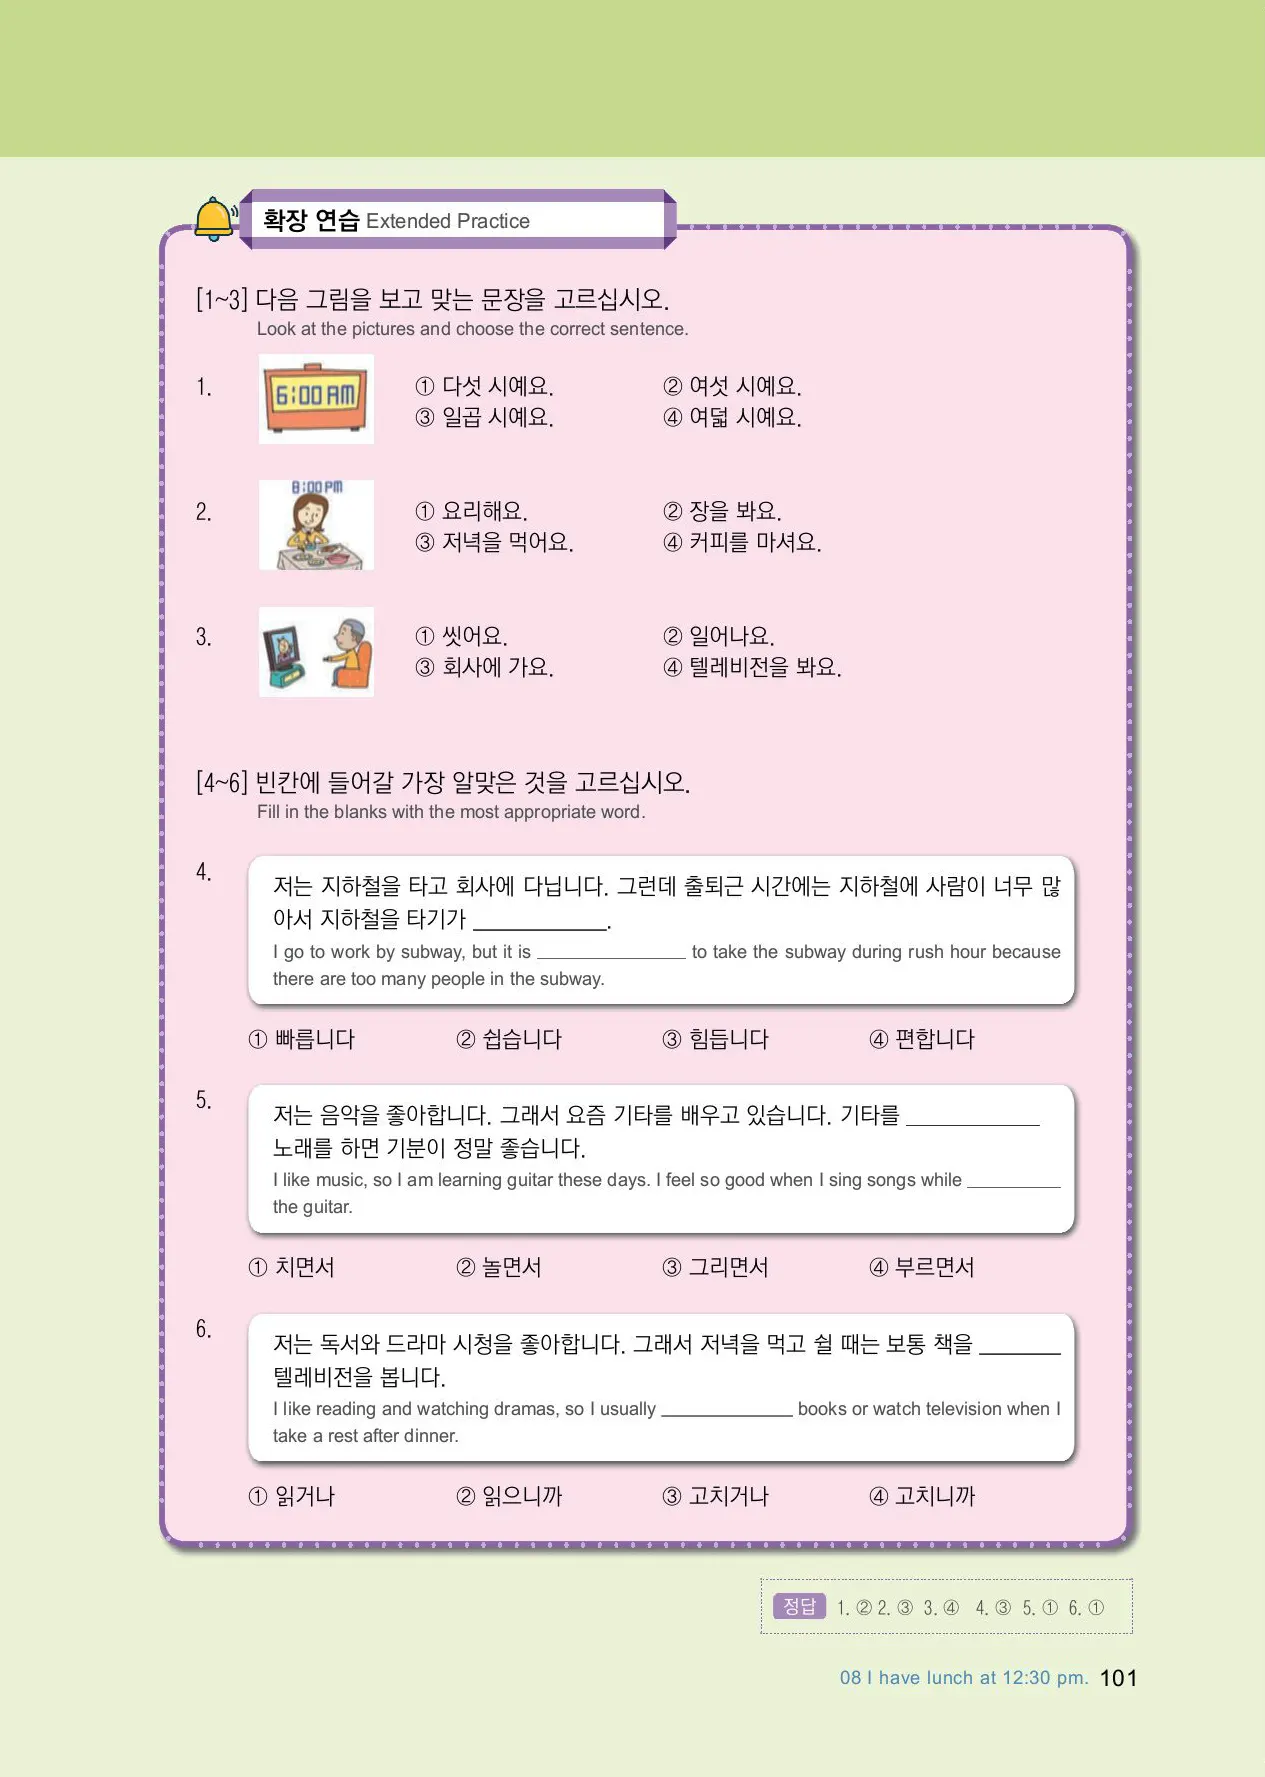 확장 연습 Extended Practice
[1~3] 다음 그림을 보고 맞는 문장을 고르십시오.
Look at the pictures and choose the correct sentence.
1.
6:00 AM
① 다섯 시예요.
② 여섯 시예요.
③ 일곱 시예요.
④ 여덟 시예요.
2.
8:00 PM
① 요리해요.
② 장을 봐요.
③ 저녁을 먹어요.
④ 커피를 마셔요.
3.
① 씻어요.
② 일어나요.
③ 회사에 가요.
④ 텔레비전을 봐요.
[4~6] 빈칸에 들어갈 가장 알맞은 것을 고르십시오.
Fill in the blanks with the most appropriate word.
4.
저는 지하철을 타고 회사에 다닙니다. 그런데 출퇴근 시간에는 지하철에 사람이 너무 많
아서 지하철을 타기가 ____________.
I go to work by subway, but it is ______________ to take the subway during rush hour because
there are too many people in the subway.
① 빠릅니다 ② 쉽습니다 ③ 힘듭니다 ④ 편합니다
5.
저는 음악을 좋아합니다. 그래서 요즘 기타를 배우고 있습니다. 기타를 ____________
노래를 하면 기분이 정말 좋습니다.
I like music, so I am learning guitar these days. I feel so good when I sing songs while _________
the guitar.
① 치면서 ② 놀면서 ③ 그리면서 ④ 부르면서
6.
저는 독서와 드라마 시청을 좋아합니다. 그래서 저녁을 먹고 쉴 때는 보통 책을 _______
텔레비전을 봅니다.
I like reading and watching dramas, so I usually ____________ books or watch television when I
take a rest after dinner.
① 읽거나 ② 읽으니까 ③ 고치거나 ④ 고치니까
정답 1. ② 2. ③ 3. ④ 4. ③ 5. ① 6. ①
08 I have lunch at 12:30 pm. 101